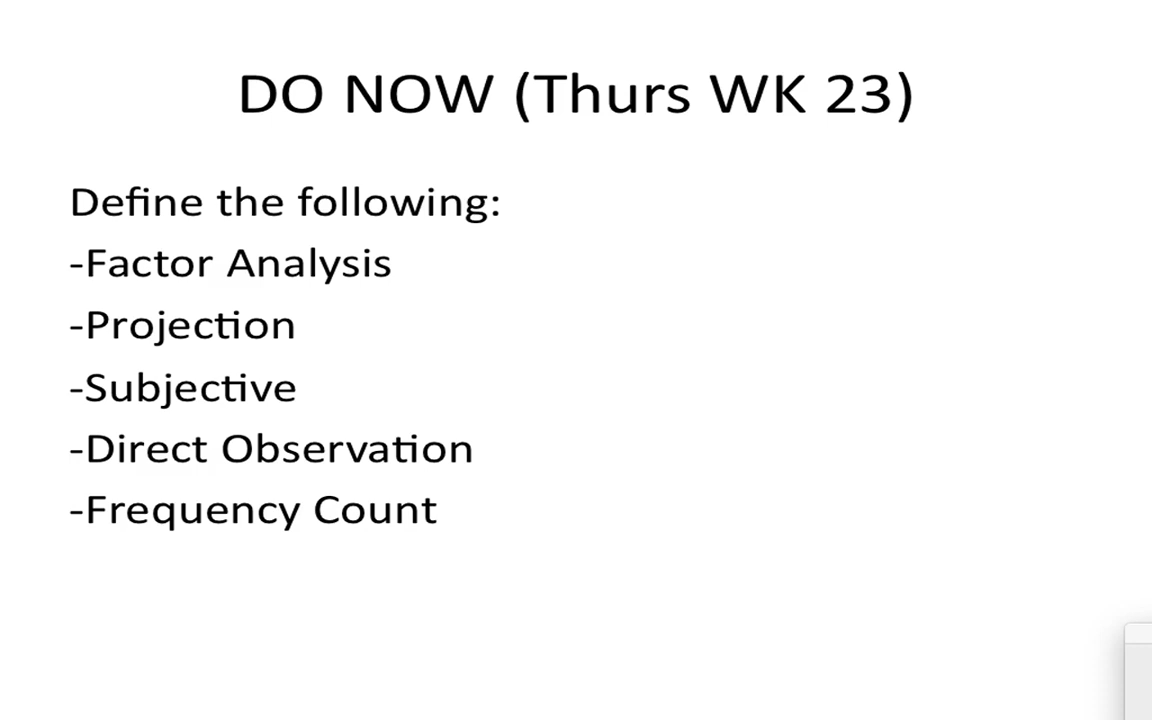 DO NOW (Thurs WK 23)
Define the following:
-Factor Analysis
-Projection
-Subjective
-Direct Observation
-Frequency Count